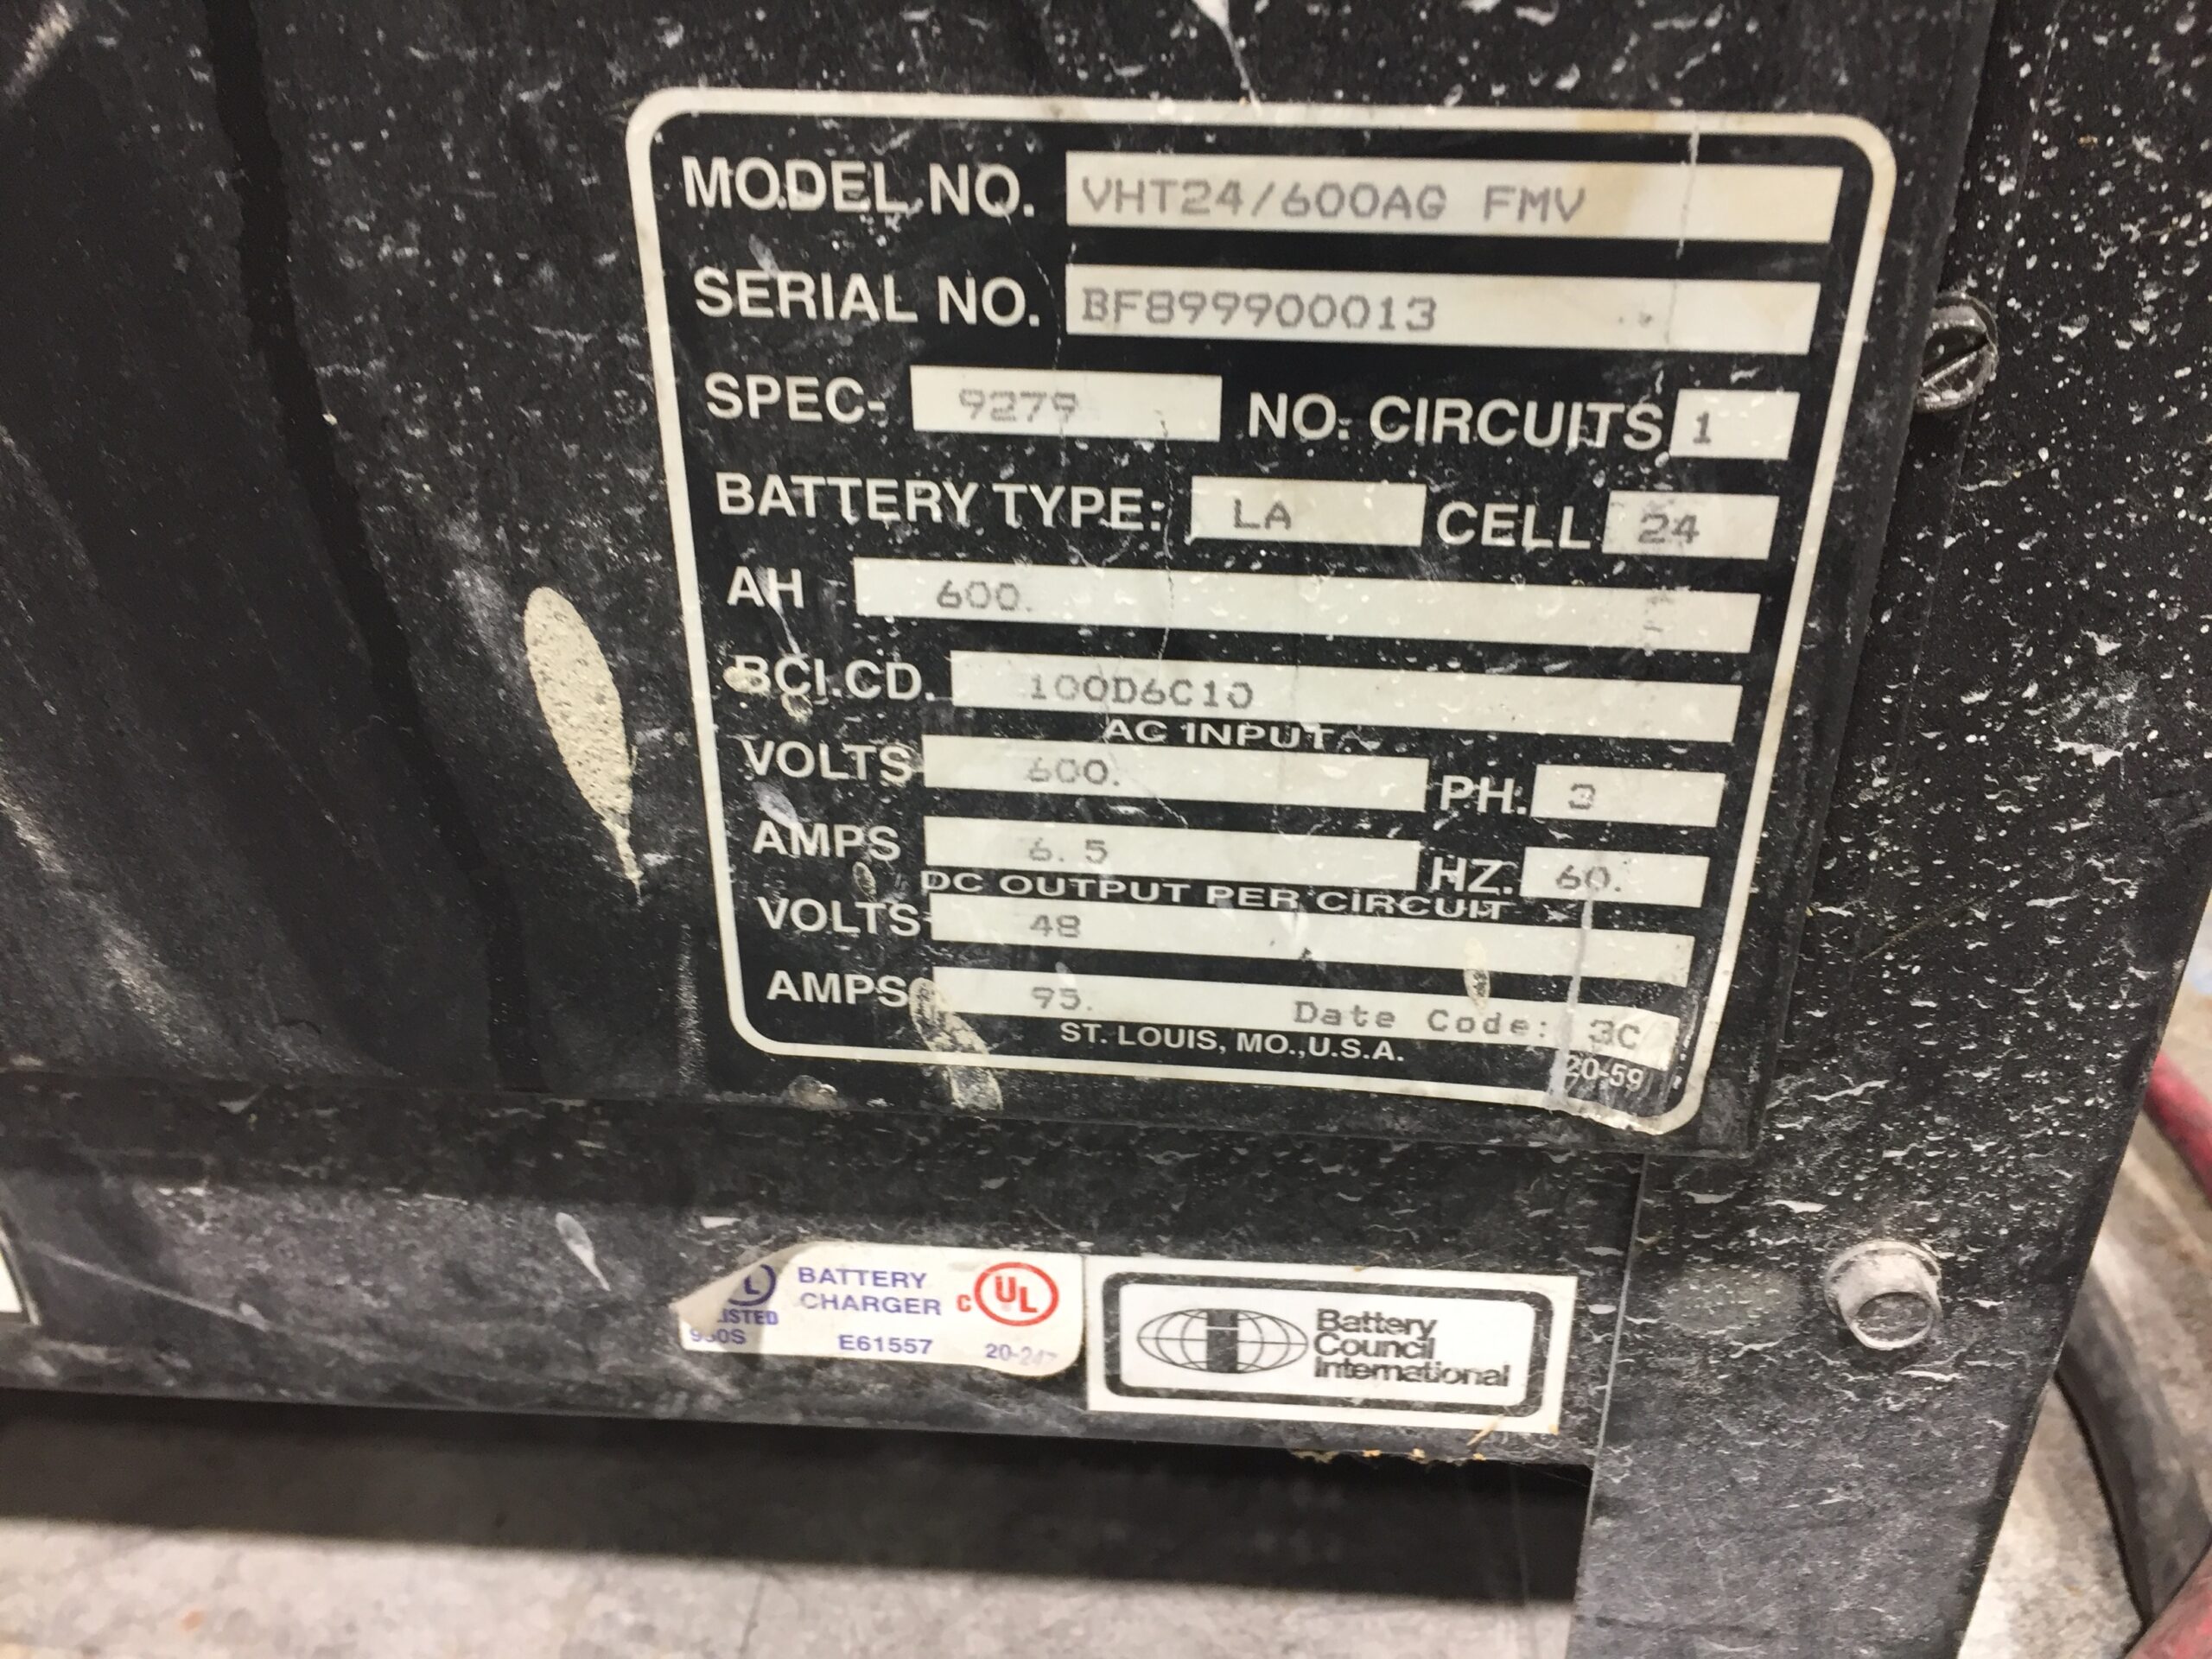 MODEL NO. VHT24/600AG FMV
SERIAL NO. BF899900013
SPEC- 9279 NO. CIRCUITS 1
BATTERY TYPE: LA CELL 24
AH 600.
BCI.CD. 100D6C10
AC INPUT
VOLTS 600. PH. 3
AMPS 6.5 HZ. 60.
DC OUTPUT PER CIRCUIT
VOLTS 48
AMPS 95. Date Code: 3C
ST. LOUIS, MO.,U.S.A.
20-59
BATTERY
CHARGER
C UL
E61557 20-247
Battery
Council
International